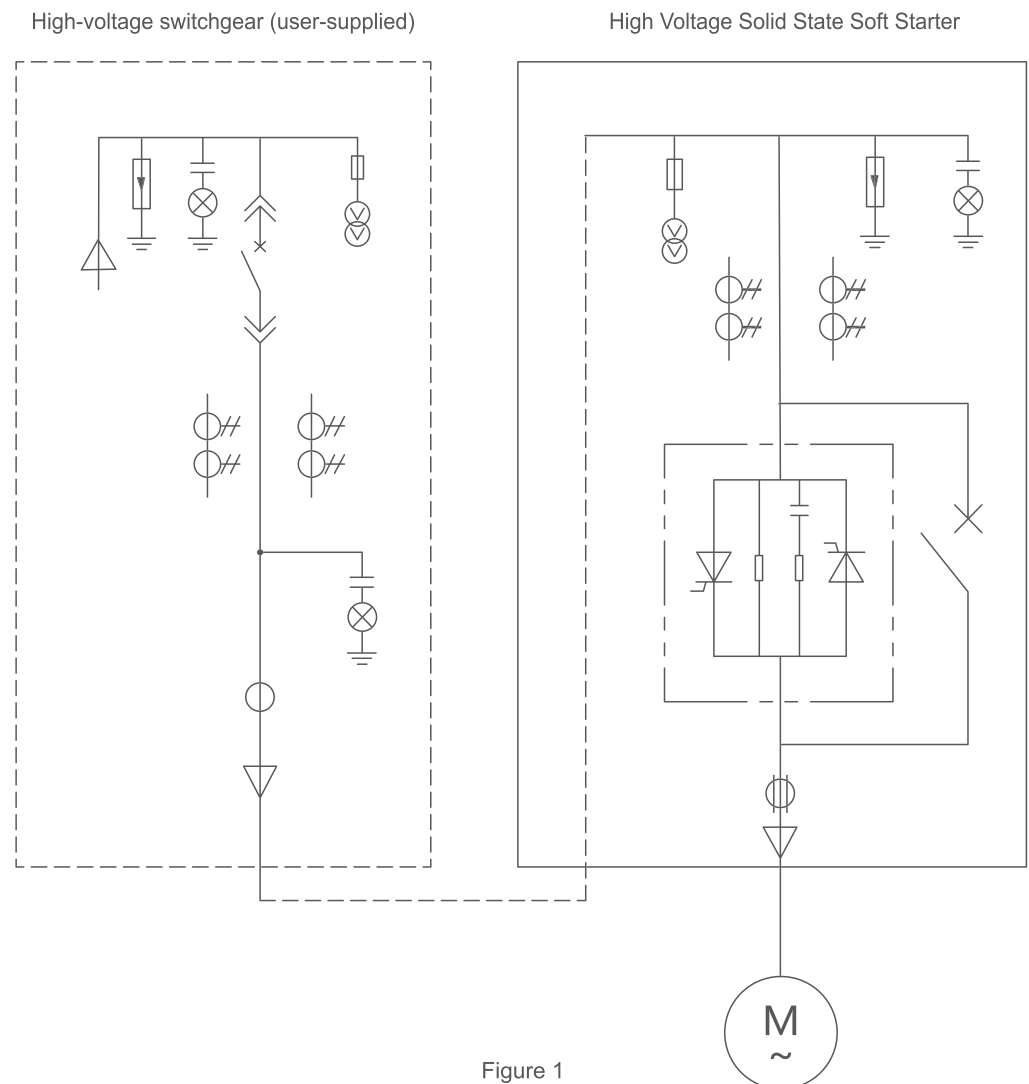 High-voltage switchgear (user-supplied)
High Voltage Solid State Soft Starter
M
~
Figure 1